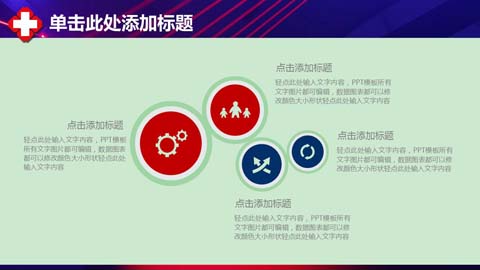 单击此处添加标题
点击添加标题
轻点此处输入文字内容，PPT模板所有
文字图片都可编辑，数据图表都可以修
改颜色大小形状轻点此处输入文字内容
点击添加标题
轻点此处输入文字内容，PPT模板
所有文字图片都可编辑，数据图表
都可以修改颜色大小形状轻点此处
输入文字内容
点击添加标题
轻点此处输入文字内容，PPT模板所有
文字图片都可编辑，数据图表都可以修
改颜色大小形状轻点此处输入文字内容
点击添加标题
轻点此处输入文字内容，PPT模板所有
文字图片都可编辑，数据图表都可以修
改颜色大小形状轻点此处输入文字内容